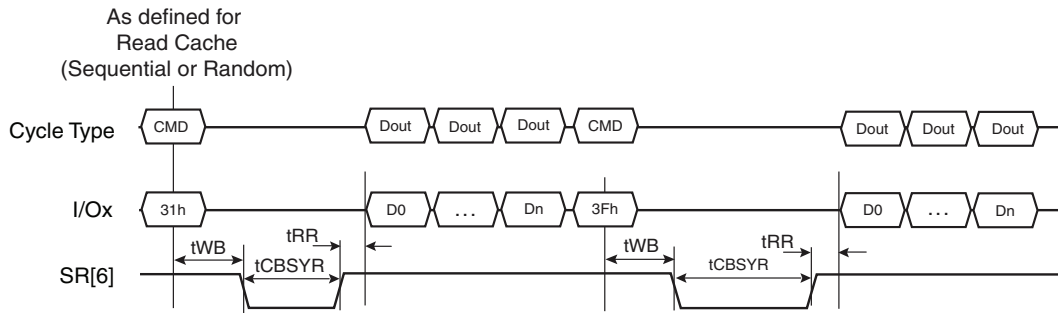 As defined for
Read Cache
(Sequential or Random)
Cycle Type
CMD
Dout
Dout
Dout
CMD
Dout
Dout
Dout
I/Ox
31h
D0
...
Dn
3Fh
D0
...
Dn
tWB
tRR
tWB
tRR
tCBSYR
tCBSYR
SR[6]